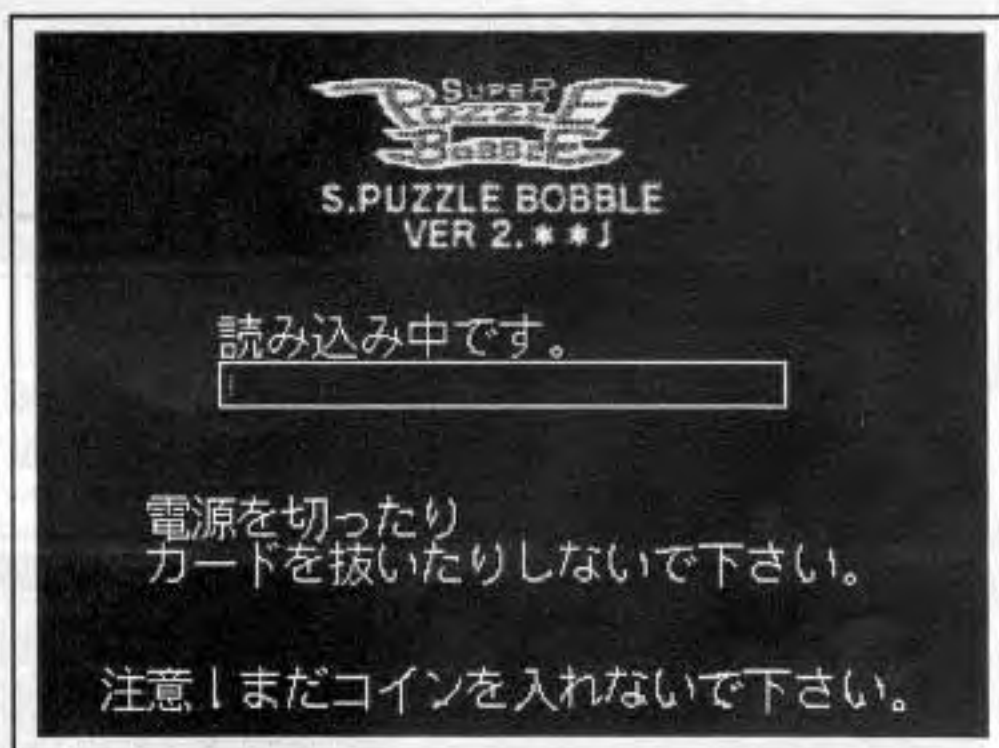 SUPER
PUZZLE
BOBBLE
S.PUZZLE BOBBLE
VER 2.**J
読み込み中です。
電源を切ったり
カードを抜いたりしないで下さい。
注意!まだコインを入れないで下さい。